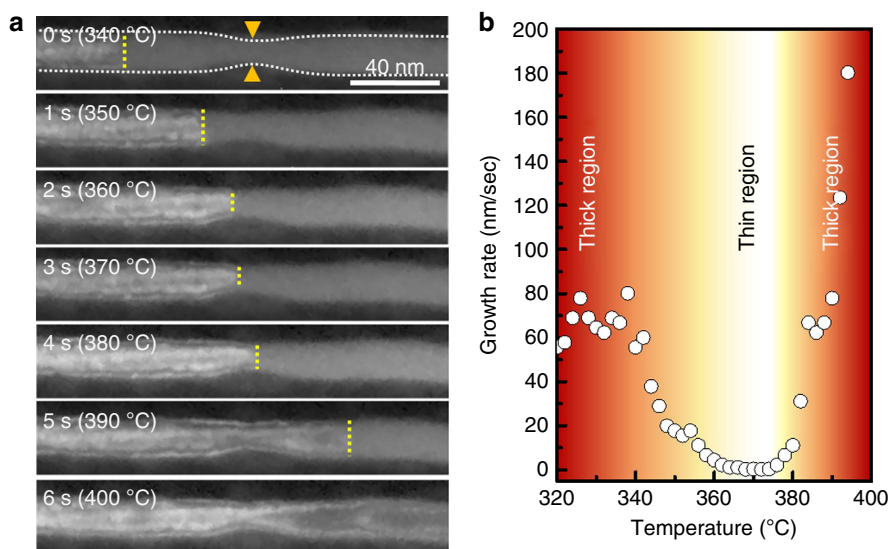 a
0 s (340 °C)
40 nm
1 s (350 °C)
2 s (360 °C)
3 s (370 °C)
4 s (380 °C)
5 s (390 °C)
6 s (400 °C)
b
Growth rate (nm/sec)
200
180
160
140
120
100
80
60
40
20
0
Thick region
Thin region
Thick region
320
340
360
380
400
Temperature (°C)